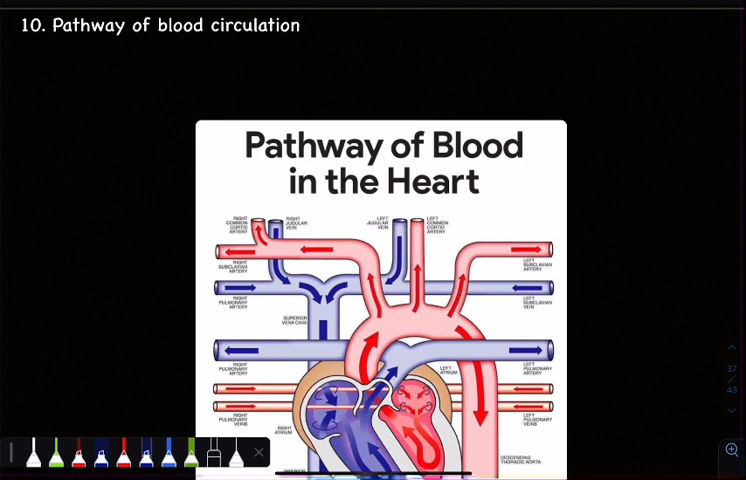 10. Pathway of blood circulation
Pathway of Blood
in the Heart
RIGHT
COMMON
CORTID
ARTERY
RIGHT
JUGULAR
VEIN
LEFT
JUGULAR
VEIN
LEFT
COMMON
CORTID
ARTERY
RIGHT
SUBCLAVIAN
ARTERY
LEFT
SUBCLAVIAN
ARTERY
RIGHT
PULMONARY
ARTERY
LEFT
SUBCLAVIAN
VEIN
SUPERIOR
VENA CAVA
RIGHT
PULMONARY
ARTERY
LEFT
ATRIUM
LEFT
PULMONARY
ARTERY
RIGHT
PULMONARY
VEINS
LEFT
PULMONARY
VEINS
RIGHT
ATRIUM
DESCENDING
THORACIC AORTA
INFERIOR
37
/
43